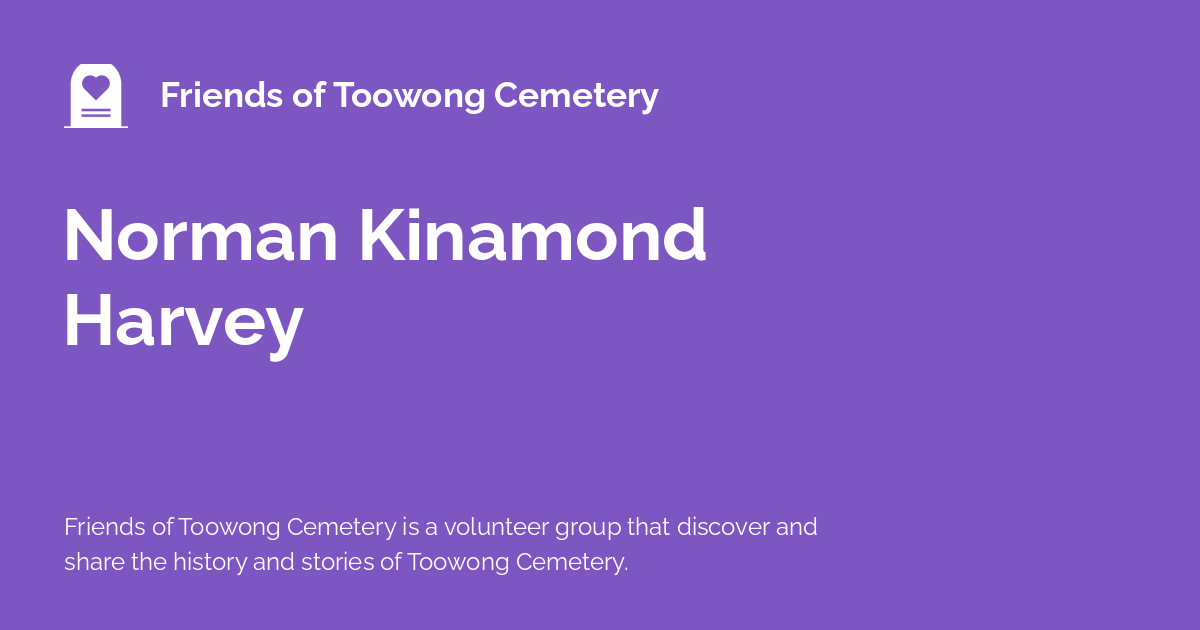 Friends of Toowong Cemetery
Norman Kinamond
Harvey
Friends of Toowong Cemetery is a volunteer group that discover and
share the history and stories of Toowong Cemetery.